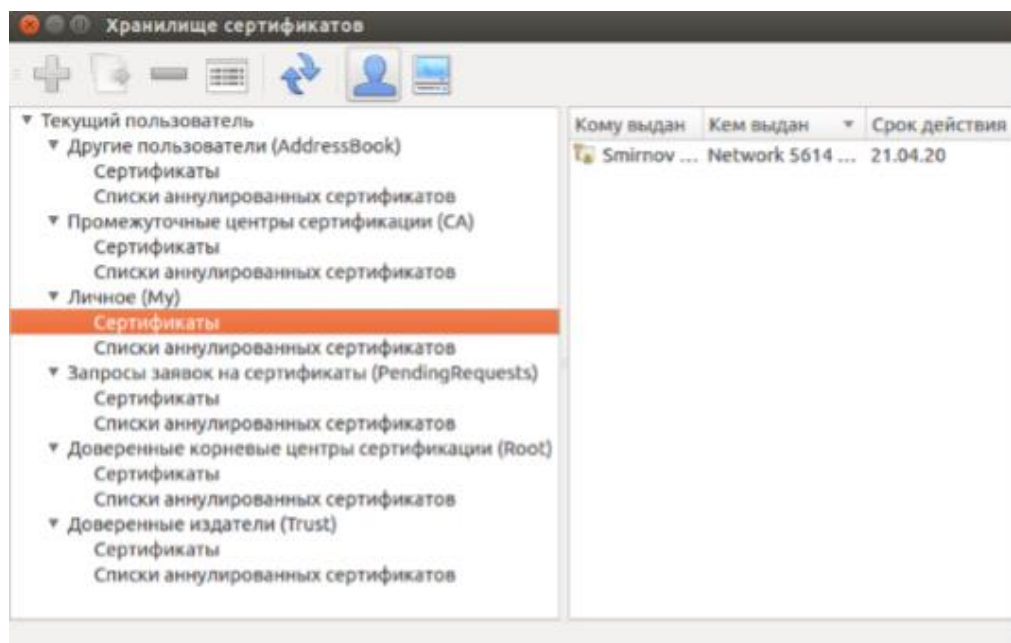 Хранилище сертификатов
Текущий пользователь
Другие пользователи (AddressBook)
Сертификаты
Списки аннулированных сертификатов
Промежуточные центры сертификации (CA)
Сертификаты
Списки аннулированных сертификатов
Личное (My)
Сертификаты
Списки аннулированных сертификатов
Запросы заявок на сертификаты (PendingRequests)
Сертификаты
Списки аннулированных сертификатов
Доверенные корневые центры сертификации (Root)
Сертификаты
Списки аннулированных сертификатов
Доверенные издатели (Trust)
Сертификаты
Списки аннулированных сертификатов
Кому выдан Кем выдан Срок действия
Smirnov ... Network 5614 ... 21.04.20